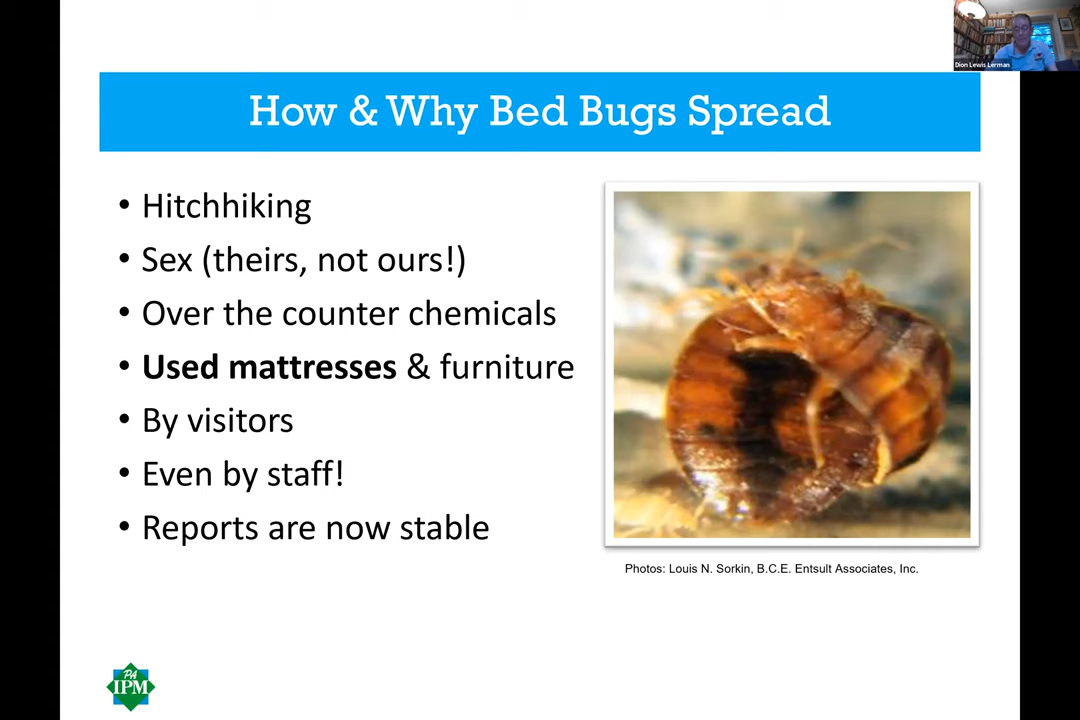 Dion Lewis Lerman
How & Why Bed Bugs Spread
• Hitchhiking
• Sex (theirs, not ours!)
• Over the counter chemicals
• Used mattresses & furniture
• By visitors
• Even by staff!
• Reports are now stable
Photos: Louis N. Sorkin, B.C.E. Entsult Associates, Inc.
PA
IPM